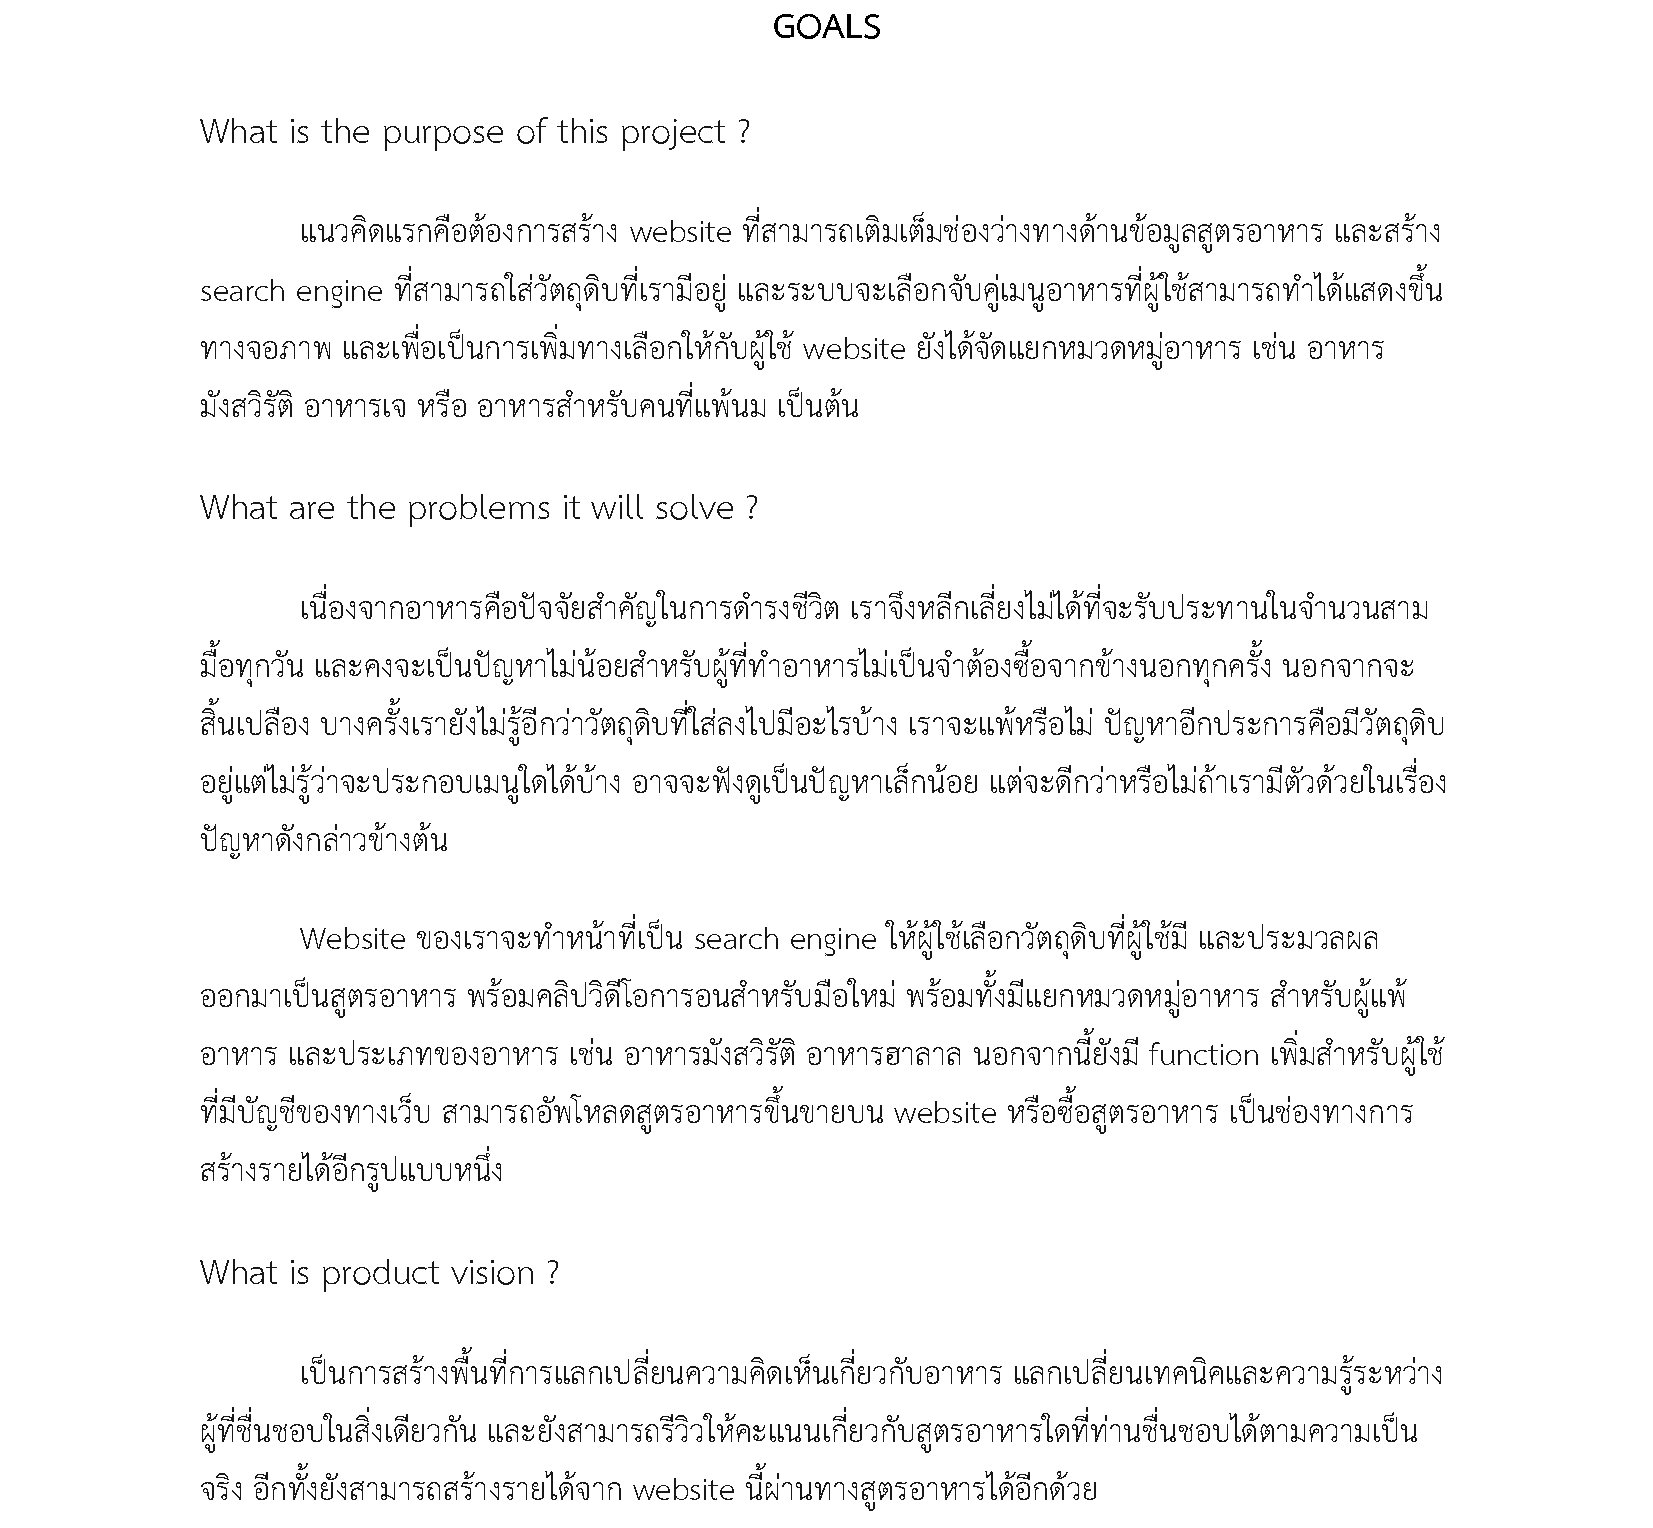 GOALS
What is the purpose of this project ?
แนวคิดแรกคือต้องการสร้าง website ที่สามารถเติมเต็มช่องว่างทางด้านข้อมูลสูตรอาหาร และสร้าง
search engine ที่สามารถใส่วัตถุดิบที่เรามีอยู่ และระบบจะเลือกจับคู่เมนูอาหารที่ผู้ใช้สามารถทำได้แสดงขึ้น
ทางจอภาพ และเพื่อเป็นการเพิ่มทางเลือกให้กับผู้ใช้ website ยังได้จัดแยกหมวดหมู่อาหาร เช่น อาหาร
มังสวิรัติ อาหารเจ หรือ อาหารสำหรับคนที่แพ้นม เป็นต้น
What are the problems it will solve ?
เนื่องจากอาหารคือปัจจัยสำคัญในการดำรงชีวิต เราจึงหลีกเลี่ยงไม่ได้ที่จะรับประทานในจำนวนสาม
มื้อทุกวัน และคงจะเป็นปัญหาไม่น้อยสำหรับผู้ที่ทำอาหารไม่เป็นจำต้องซื้อจากข้างนอกทุกครั้ง นอกจากจะ
สิ้นเปลือง บางครั้งเรายังไม่รู้อีกว่าวัตถุดิบที่ใส่ลงไปมีอะไรบ้าง เราจะแพ้หรือไม่ ปัญหาอีกประการคือมีวัตถุดิบ
อยู่แต่ไม่รู้ว่าจะประกอบเมนูใดได้บ้าง อาจจะฟังดูเป็นปัญหาเล็กน้อย แต่จะดีกว่าหรือไม่ถ้าเรามีตัวด้วยในเรื่อง
ปัญหาดังกล่าวข้างต้น
Website ของเราจะทำหน้าที่เป็น search engine ให้ผู้ใช้เลือกวัตถุดิบที่ผู้ใช้มี และประมวลผล
ออกมาเป็นสูตรอาหาร พร้อมคลิปวิดีโอการอนสำหรับมือใหม่ พร้อมทั้งมีแยกหมวดหมู่อาหาร สำหรับผู้แพ้
อาหาร และประเภทของอาหาร เช่น อาหารมังสวิรัติ อาหารฮาลาล นอกจากนี้ยังมี function เพิ่มสำหรับผู้ใช้
ที่มีบัญชีของทางเว็บ สามารถอัพโหลดสูตรอาหารขึ้นขายบน website หรือซื้อสูตรอาหาร เป็นช่องทางการ
สร้างรายได้อีกรูปแบบหนึ่ง
What is product vision ?
เป็นการสร้างพื้นที่การแลกเปลี่ยนความคิดเห็นเกี่ยวกับอาหาร แลกเปลี่ยนเทคนิคและความรู้ระหว่าง
ผู้ที่ชื่นชอบในสิ่งเดียวกัน และยังสามารถรีวิวให้คะแนนเกี่ยวกับสูตรอาหารใดที่ท่านชื่นชอบได้ตามความเป็น
จริง อีกทั้งยังสามารถสร้างรายได้จาก website นี้ผ่านทางสูตรอาหารได้อีกด้วย